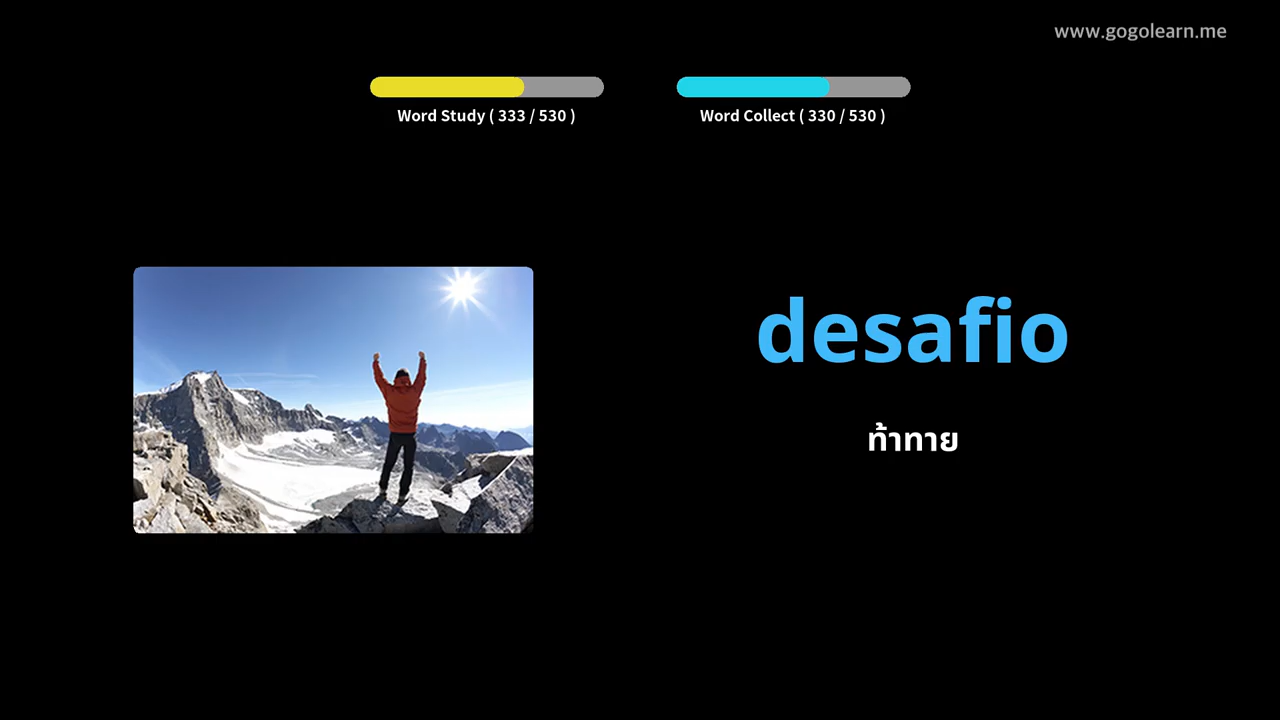 www.gogolearn.me
Word Study ( 333 / 530 )
Word Collect ( 330 / 530 )
desafio
ท้าทาย